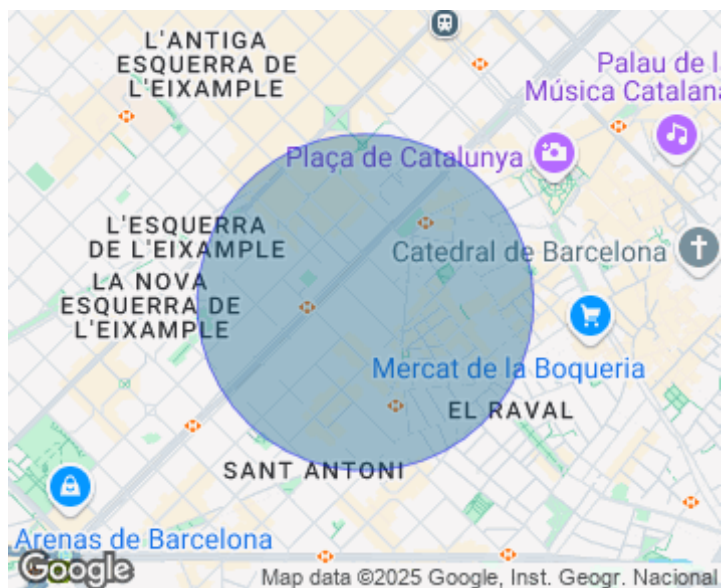 L'ANTIGA
ESQUERRA DE
L'EIXAMPLE
Palau de l
Música Catalana
Plaça de Catalunya
L'ESQUERRA
DE L'EIXAMPLE
Catedral de Barcelona
LA NOVA
ESQUERRA DE
L'EIXAMPLE
Mercat de la Boqueria
EL RAVAL
SANT ANTONI
Arenas de Barcelona
Google
Map data ©2025 Google, Inst. Geogr. Nacional